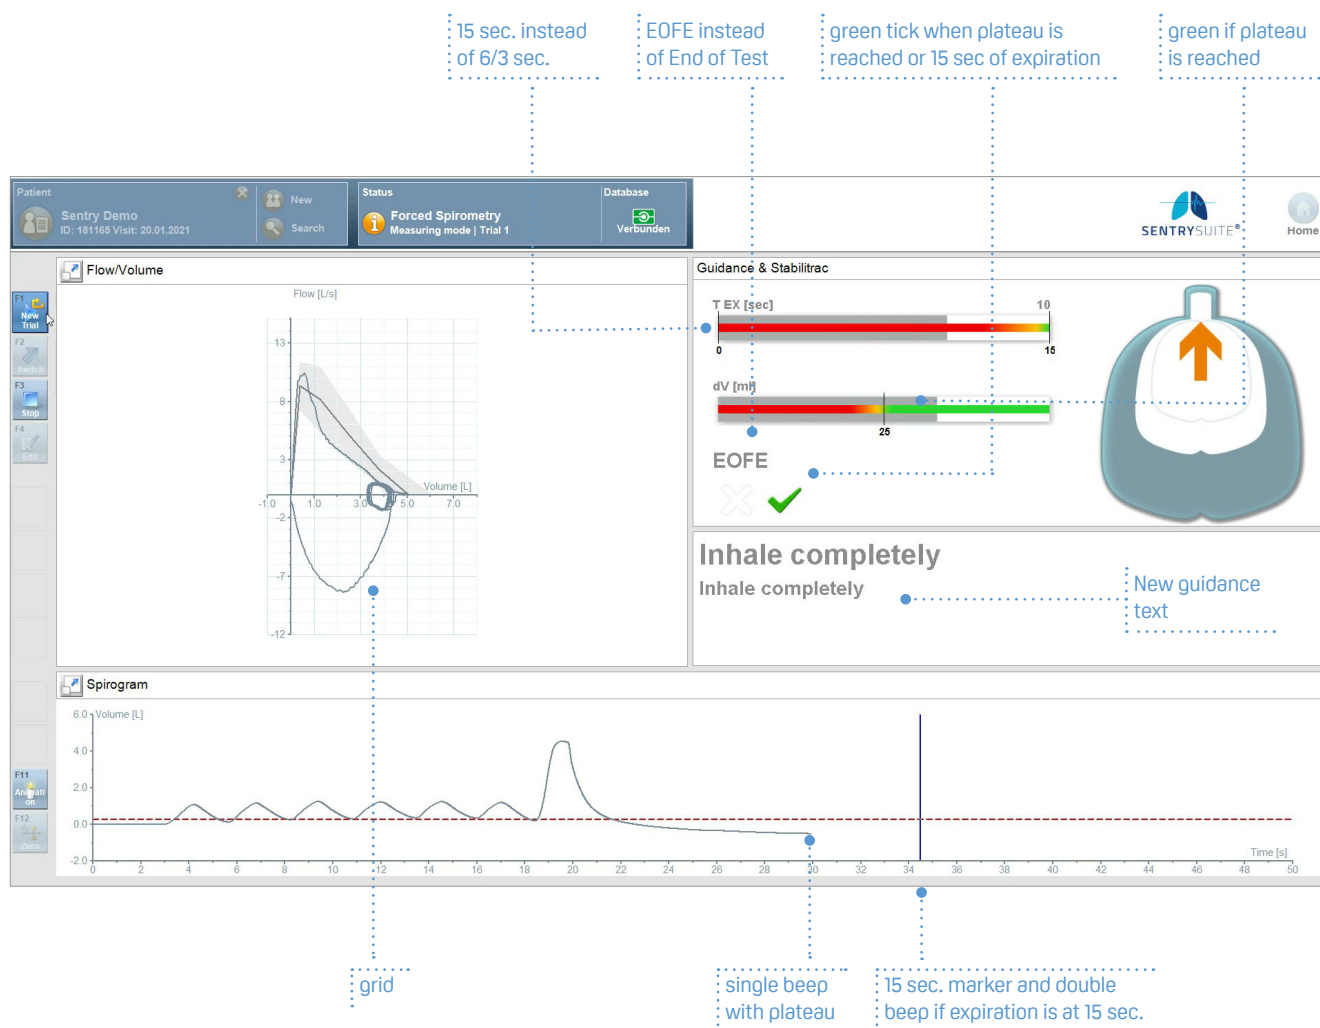 15 sec. instead
of 6/3 sec.
EOFE instead
of End of Test
green tick when plateau is
reached or 15 sec of expiration
green if plateau
is reached
Patient
Sentry Demo
ID: 181165 Visit: 20.01.2021
New
Search
Status
Forced Spirometry
Measuring mode | Trial 1
Database
Verbunden
SENTRYSUITE®
Home
F1
New
Trial
F2
Switch
F3
Stop
F4
Edit
F11
Animati
on
F12
Zero
Flow/Volume
Flow [L/s]
13
8
3
Volume [L]
-1.0 1.0 3.0 5.0 7.0
-2
-7
-12
Guidance & Stabilitrac
T EX [sec] 10
0 15
dV [ml]
25
EOFE
Inhale completely
Inhale completely
New guidance
text
Spirogram
6.0 Volume [L]
4.0
2.0
0.0
-2.0
Time [s]
0 2 4 6 8 10 12 14 16 18 20 22 24 26 28 30 32 34 36 38 40 42 44 46 48 50
grid
single beep
with plateau
15 sec. marker and double
beep if expiration is at 15 sec.